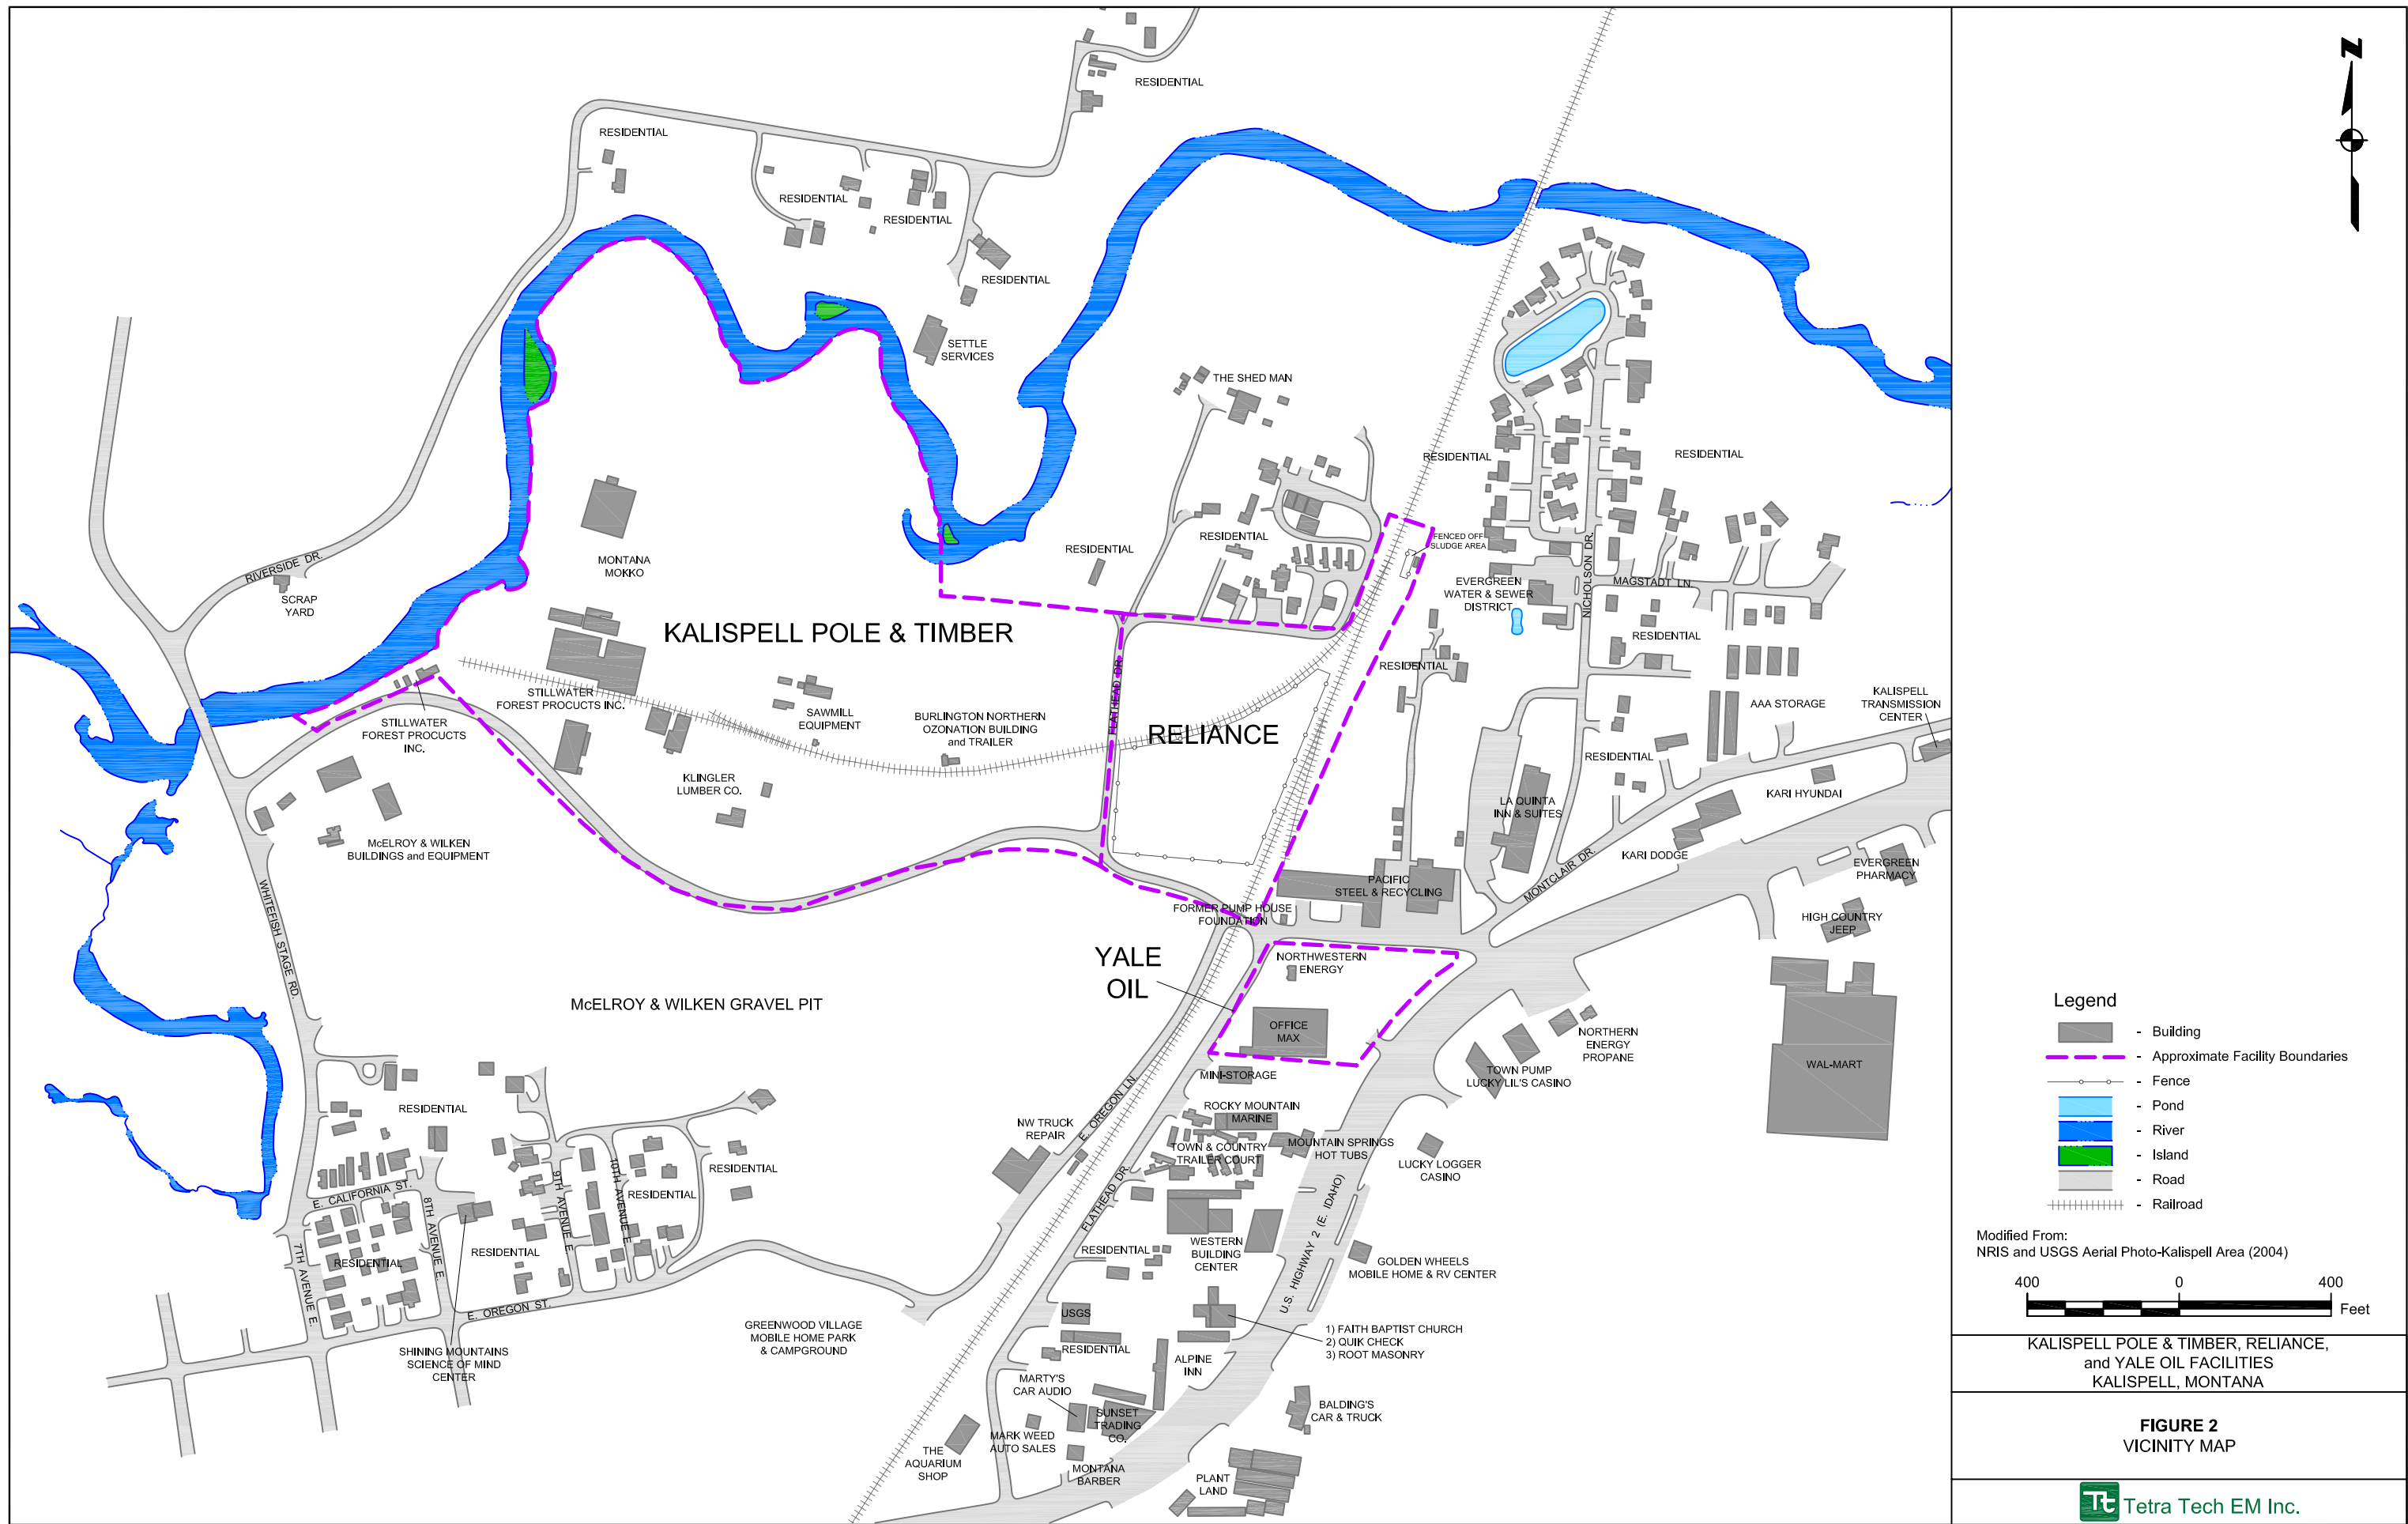 RESIDENTIAL
RESIDENTIAL
RESIDENTIAL
RESIDENTIAL
RESIDENTIAL
SETTLE
SERVICES
THE SHED MAN
RESIDENTIAL
RESIDENTIAL
RESIDENTIAL
RESIDENTIAL
FENCED OFF
SLUDGE AREA
EVERGREEN
WATER & SEWER
DISTRICT
NICHOLSON DR.
MAGSTADT LN.
RESIDENTIAL
RESIDENTIAL
RIVERSIDE DR.
SCRAP
YARD
MONTANA
MOKKO
KALISPELL POLE & TIMBER
STILLWATER
FOREST PRODUCTS INC.
STILLWATER
FOREST PROCUCTS
INC.
SAWMILL
EQUIPMENT
BURLINGTON NORTHERN
OZONATION BUILDING
and TRAILER
FLATHEAD DR.
RELIANCE
KLINGLER
LUMBER CO.
McELROY & WILKEN
BUILDINGS and EQUIPMENT
AAA STORAGE
KALISPELL
TRANSMISSION
CENTER
RESIDENTIAL
KARI HYUNDAI
LA QUINTA
INN & SUITES
KARI DODGE
MONTCLAIR DR.
EVERGREEN
PHARMACY
PACIFIC
STEEL & RECYCLING
FORMER PUMP HOUSE
FOUNDATION
HIGH COUNTRY
JEEP
WHITEFISH STAGE RD.
YALE
OIL
NORTHWESTERN
ENERGY
McELROY & WILKEN GRAVEL PIT
OFFICE
MAX
NORTHERN
ENERGY
PROPANE
TOWN PUMP
LUCKY LIL'S CASINO
WAL-MART
MINI-STORAGE
ROCKY MOUNTAIN
MARINE
NW TRUCK
REPAIR
E. OREGON LN.
TOWN & COUNTRY
TRAILER COURT
MOUNTAIN SPRINGS
HOT TUBS
LUCKY LOGGER
CASINO
RESIDENTIAL
RESIDENTIAL
RESIDENTIAL
E. CALIFORNIA ST.
8TH AVENUE E.
9TH AVENUE E.
10TH AVENUE E.
7TH AVENUE E.
RESIDENTIAL
RESIDENTIAL
E. OREGON ST.
FLATHEAD DR.
RESIDENTIAL
WESTERN
BUILDING
CENTER
U.S. HIGHWAY 2 (E. IDAHO)
GOLDEN WHEELS
MOBILE HOME & RV CENTER
USGS
GREENWOOD VILLAGE
MOBILE HOME PARK
& CAMPGROUND
1) FAITH BAPTIST CHURCH
2) QUIK CHECK
3) ROOT MASONRY
SHINING MOUNTAINS
SCIENCE OF MIND
CENTER
RESIDENTIAL
ALPINE
INN
MARTY'S
CAR AUDIO
SUNSET
TRADING
CO.
BALDING'S
CAR & TRUCK
MARK WEED
AUTO SALES
THE
AQUARIUM
SHOP
MONTANA
BARBER
PLANT
LAND
N
Legend
- Building
- Approximate Facility Boundaries
- Fence
- Pond
- River
- Island
- Road
- Railroad
Modified From:
NRIS and USGS Aerial Photo-Kalispell Area (2004)
400 0 400
Feet
KALISPELL POLE & TIMBER, RELIANCE,
and YALE OIL FACILITIES
KALISPELL, MONTANA
FIGURE 2
VICINITY MAP
Tt Tetra Tech EM Inc.